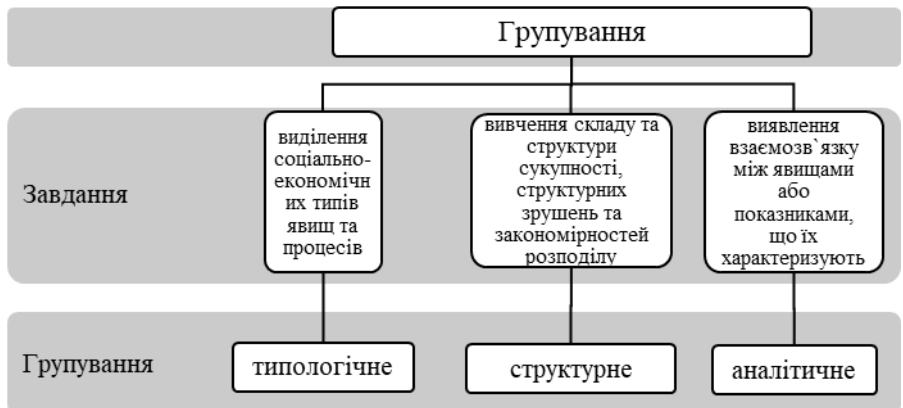 Групування
Завдання
виділення
соціально-
економічн
их типів
явищ та
процесів
вивчення складу та
структури
сукупності,
структурних
зрушень та
закономірностей
розподілу
виявлення
взаємозв`язку
між явищами
або
показниками,
що їх
характеризують
Групування
типологічне
структурне
аналітичне